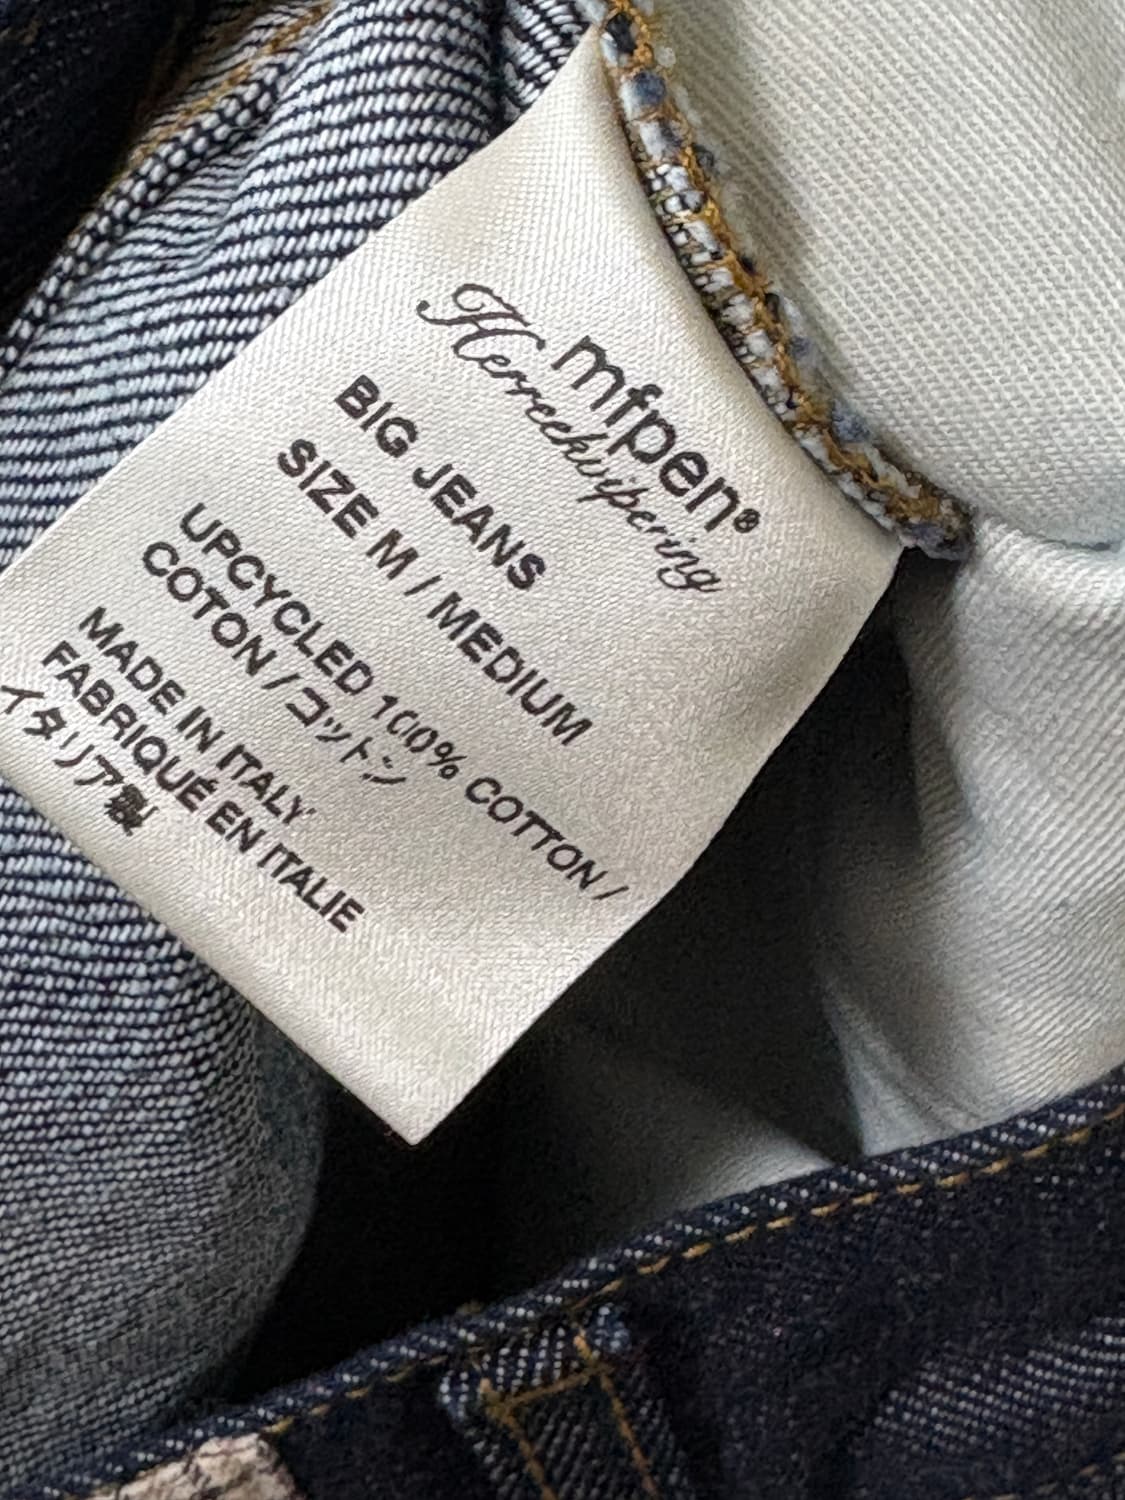 mfpen®
Herreekvipering
BIG JEANS
SIZE M / MEDIUM
UPCYCLED 100% COTTON /
COTON / コットン
MADE IN ITALY
FABRIQUÉ EN ITALIE
イタリア製